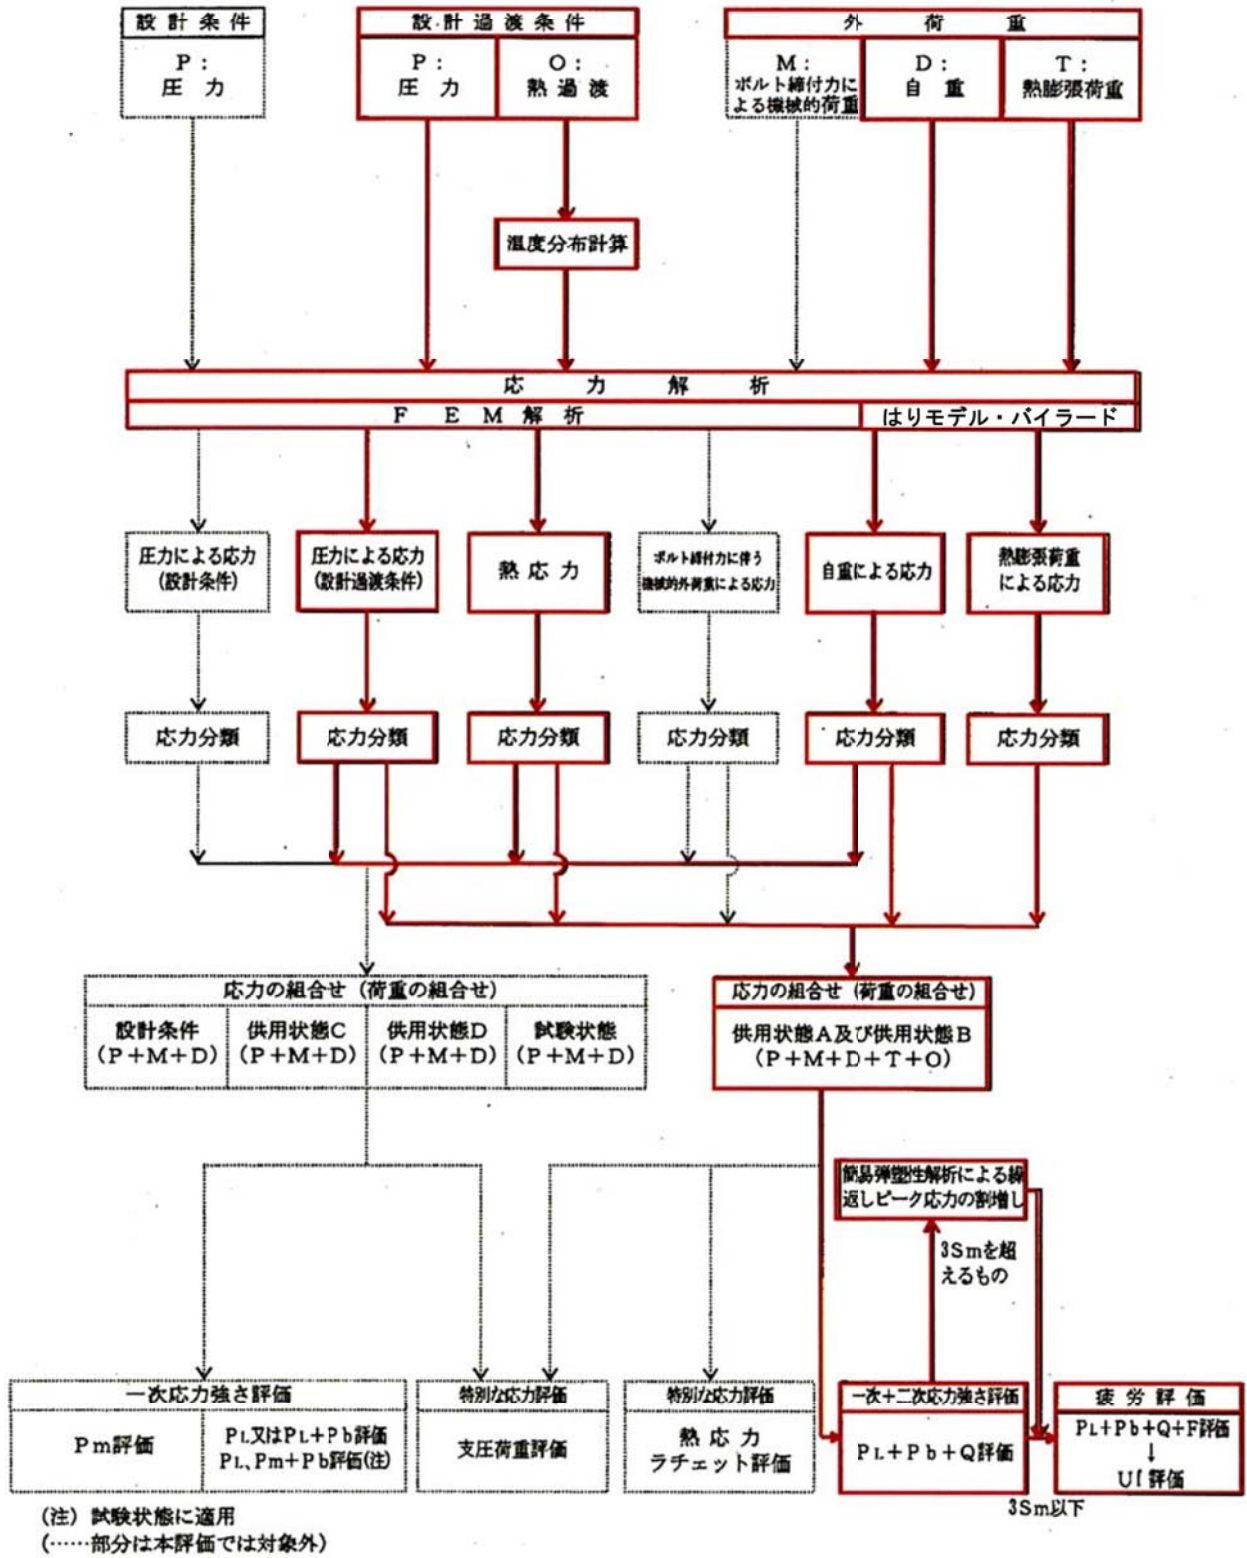 設計条件
P：
圧力
設計過渡条件
P：
圧力
O：
熱過渡
外荷重
M：
ボルト締付力に
よる機械的荷重
D：
自重
T：
熱膨張荷重
温度分布計算
応力解析
FEM解析
はりモデル・バイラード
圧力による応力
(設計条件)
圧力による応力
(設計過渡条件)
熱応力
ボルト締付力に伴う
機械的外荷重による応力
自重による応力
熱膨張荷重
による応力
応力分類
応力分類
応力分類
応力分類
応力分類
応力分類
応力の組合せ（荷重の組合せ）
設計条件
(P+M+D)
供用状態C
(P+M+D)
供用状態D
(P+M+D)
試験状態
(P+M+D)
応力の組合せ（荷重の組合せ）
供用状態A及び供用状態B
(P+M+D+T+O)
簡易弾塑性解析による繰
返しピーク応力の割増し
3Smを超
えるもの
一次応力強さ評価
Pm評価
PL又はPL+Pb評価
PL、Pm+Pb評価(注)
特別な応力評価
支圧荷重評価
特別な応力評価
熱応力
ラチェット評価
一次+二次応力強さ評価
PL+Pb+Q評価
疲労評価
PL+Pb+Q+F評価
↓
Uf評価
3Sm以下
(注) 試験状態に適用
(……部分は本評価では対象外)